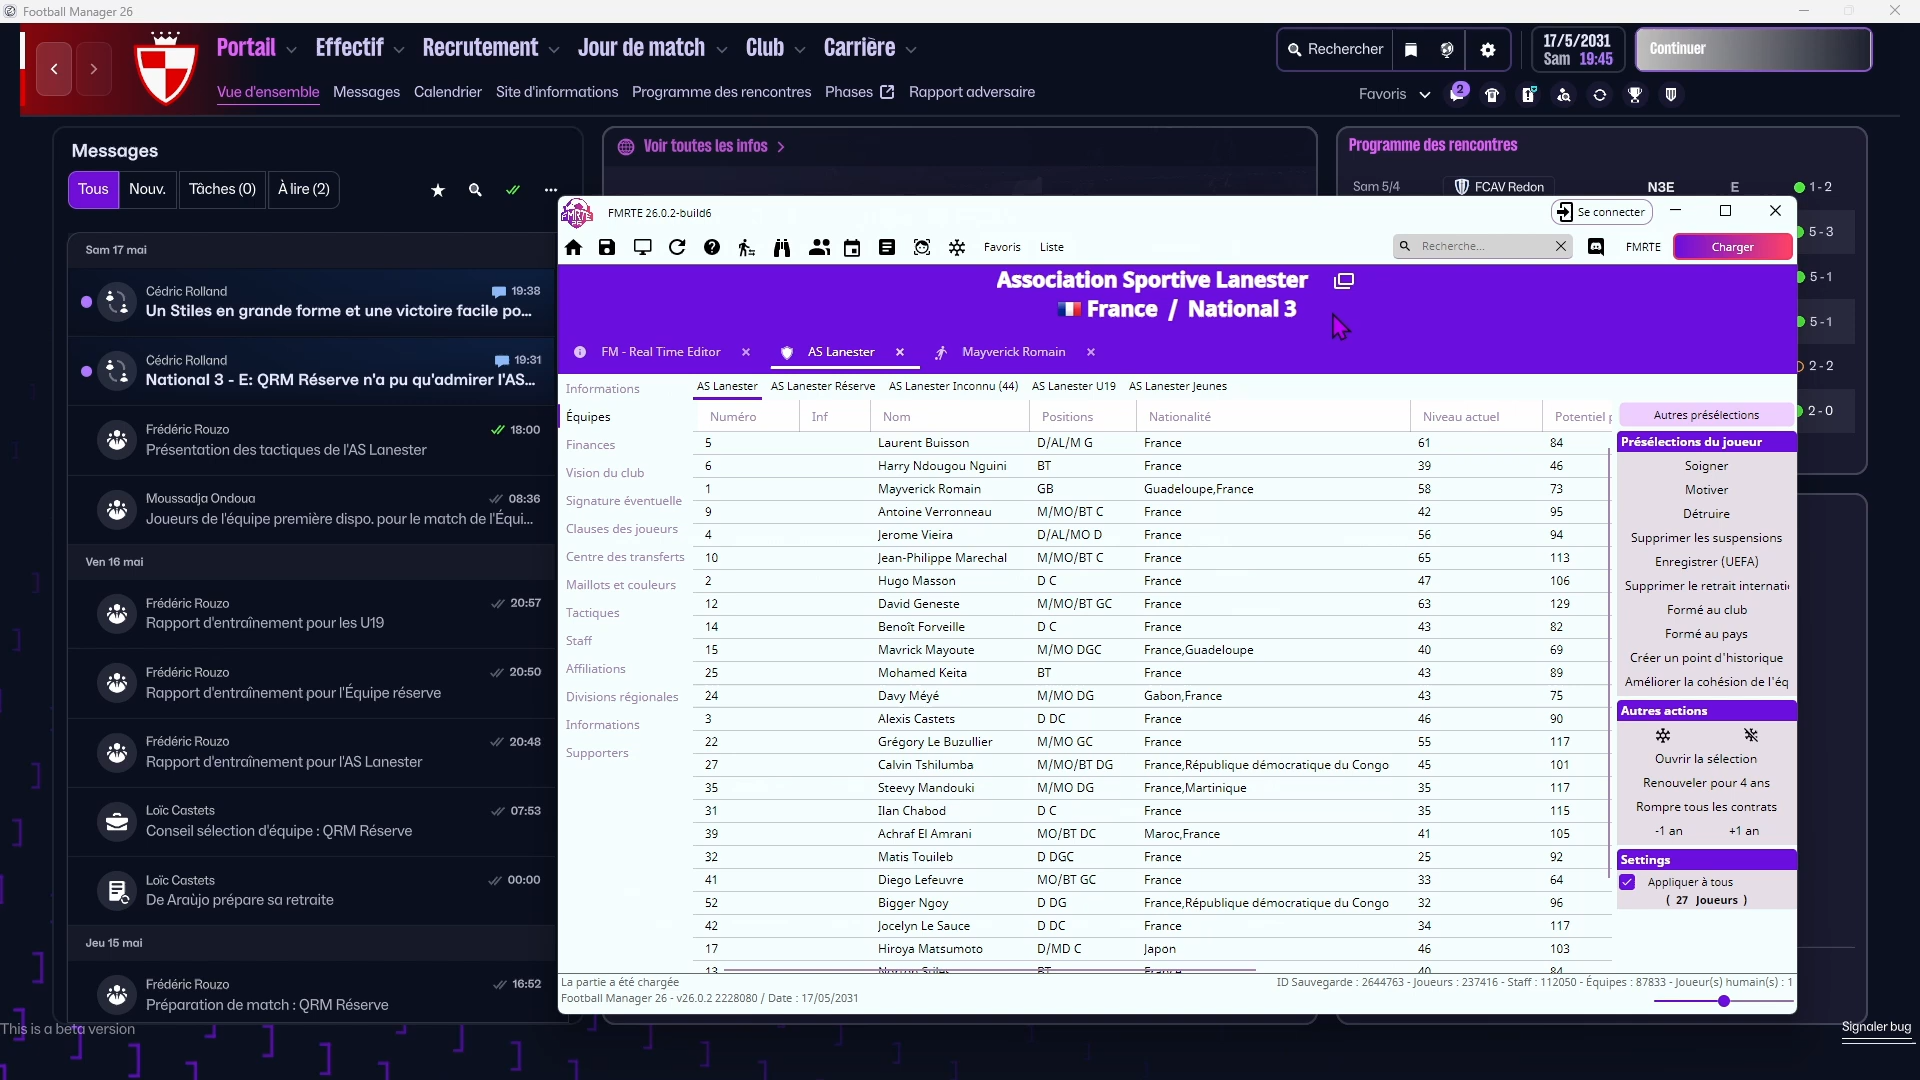 Football Manager 26
Portail
Effectif
Recrutement
Jour de match
Club
Carrière
Rechercher
17/5/2031
Sam 19:45
Continuer
Vue d'ensemble
Messages
Calendrier
Site d'informations
Programme des rencontres
Phases
Rapport adversaire
Favoris
2
Messages
Tous
Nouv.
Tâches (0)
À lire (2)
Sam 17 mai
Cédric Rolland
19:38
Un Stiles en grande forme et une victoire facile po...
Cédric Rolland
19:31
National 3 - E: QRM Réserve n'a pu qu'admirer l'AS...
Frédéric Rouzo
18:00
Présentation des tactiques de l'AS Lanester
Moussadja Ondoua
08:36
Joueurs de l'équipe première dispo. pour le match de l'Équi...
Ven 16 mai
Frédéric Rouzo
20:57
Rapport d'entraînement pour les U19
Frédéric Rouzo
20:50
Rapport d'entraînement pour l'Équipe réserve
Frédéric Rouzo
20:48
Rapport d'entraînement pour l'AS Lanester
Loïc Castets
07:53
Conseil sélection d'équipe : QRM Réserve
Loïc Castets
00:00
De Araùjo prépare sa retraite
Jeu 15 mai
Frédéric Rouzo
16:52
Préparation de match : QRM Réserve
This is a beta version
Voir toutes les infos
Programme des rencontres
Sam 5/4
FCAV Redon
N3E
E
1-2
5-3
5-1
5-1
2-2
2-0
FMRTE 26.0.2-build6
Se connecter
Favoris
Liste
Recherche...
FMRTE
Charger
Association Sportive Lanester
France / National 3
FM - Real Time Editor
AS Lanester
Mayverick Romain
Informations
Équipes
Finances
Vision du club
Signature éventuelle
Clauses des joueurs
Centre des transferts
Maillots et couleurs
Tactiques
Staff
Affiliations
Divisions régionales
Informations
Supporters
AS Lanester
AS Lanester Réserve
AS Lanester Inconnu (44)
AS Lanester U19
AS Lanester Jeunes
Numéro Inf Nom Positions Nationalité Niveau actuel Potentiel
5 Laurent Buisson D/AL/M G France 61 84
6 Harry Ndougou Nguini BT France 39 46
1 Mayverick Romain GB Guadeloupe,France 58 73
9 Antoine Verronneau M/MO/BT C France 42 95
4 Jerome Vieira D/AL/MO D France 56 94
10 Jean-Philippe Marechal M/MO/BT C France 65 113
2 Hugo Masson D C France 47 106
12 David Geneste M/MO/BT GC France 63 129
14 Benoît Forveille D C France 43 82
15 Mavrick Mayoute M/MO DGC France,Guadeloupe 40 69
25 Mohamed Keita BT France 43 89
24 Davy Méyé M/MO DG Gabon,France 43 75
3 Alexis Castets D DC France 46 90
22 Grégory Le Buzullier M/MO GC France 55 117
27 Calvin Tshilumba M/MO/BT DG France,République démocratique du Congo 45 101
35 Steevy Mandouki M/MO DG France,Martinique 35 117
31 Ilan Chabod D C France 35 115
39 Achraf El Amrani MO/BT DC Maroc,France 41 105
32 Matis Touileb D DGC France 25 92
41 Diego Lefeuvre MO/BT GC France 33 64
52 Bigger Ngoy D DG France,République démocratique du Congo 32 96
42 Jocelyn Le Sauce D DC France 34 117
17 Hiroya Matsumoto D/MD C Japon 46 103
13 BT France 40 84
Autres présélections
Présélections du joueur
Soigner
Motiver
Détruire
Supprimer les suspensions
Enregistrer (UEFA)
Supprimer le retrait internati
Formé au club
Formé au pays
Créer un point d'historique
Améliorer la cohésion de l'éq
Autres actions
Ouvrir la sélection
Renouveler pour 4 ans
Rompre tous les contrats
-1 an
+1 an
Settings
Appliquer à tous
( 27 Joueurs )
La partie a été chargée
Football Manager 26 - v26.0.2 2228080 / Date : 17/05/2031
ID Sauvegarde : 2644763 - Joueurs : 237416 - Staff : 112050 - Équipes : 87833 - Joueur(s) humain(s) : 1
Signaler bug